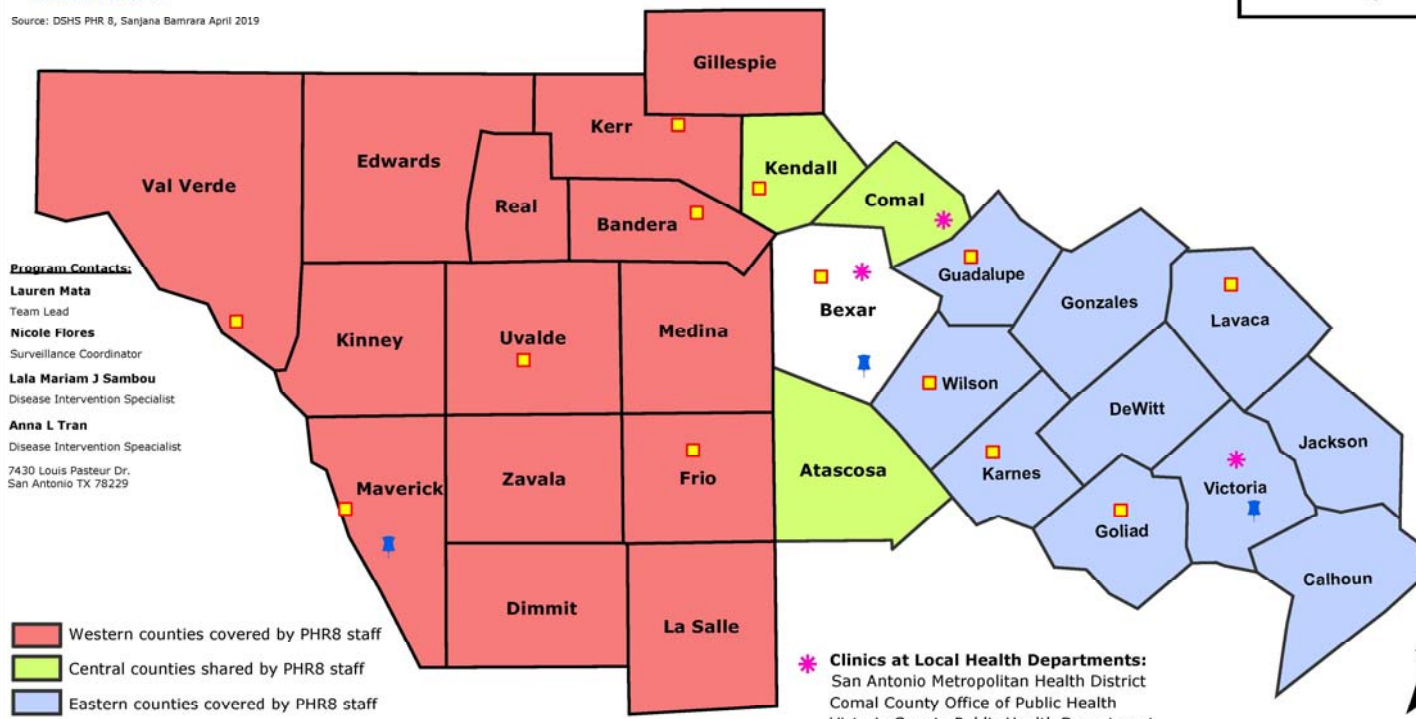 Source: DSHS PHR 8, Sanjana Bamrara April 2019
Gillespie
Kerr
Kendall
Edwards
Val Verde
Comal
Real
Bandera
Program Contacts:
Lauren Mata
Team Lead
Nicole Flores
Surveillance Coordinator
Lala Mariam J Sambou
Disease Intervention Specialist
Anna L Tran
Disease Intervention Speacialist
7430 Louis Pasteur Dr.
San Antonio TX 78229
Guadalupe
Gonzales
Bexar
Lavaca
Kinney
Uvalde
Medina
Wilson
DeWitt
Jackson
Maverick
Zavala
Frio
Atascosa
Karnes
Victoria
Goliad
Calhoun
Dimmit
La Salle
Western counties covered by PHR8 staff
Central counties shared by PHR8 staff
Eastern counties covered by PHR8 staff
Clinics at Local Health Departments:
San Antonio Metropolitan Health District
Comal County Office of Public Health
Victoria County Public Health Department